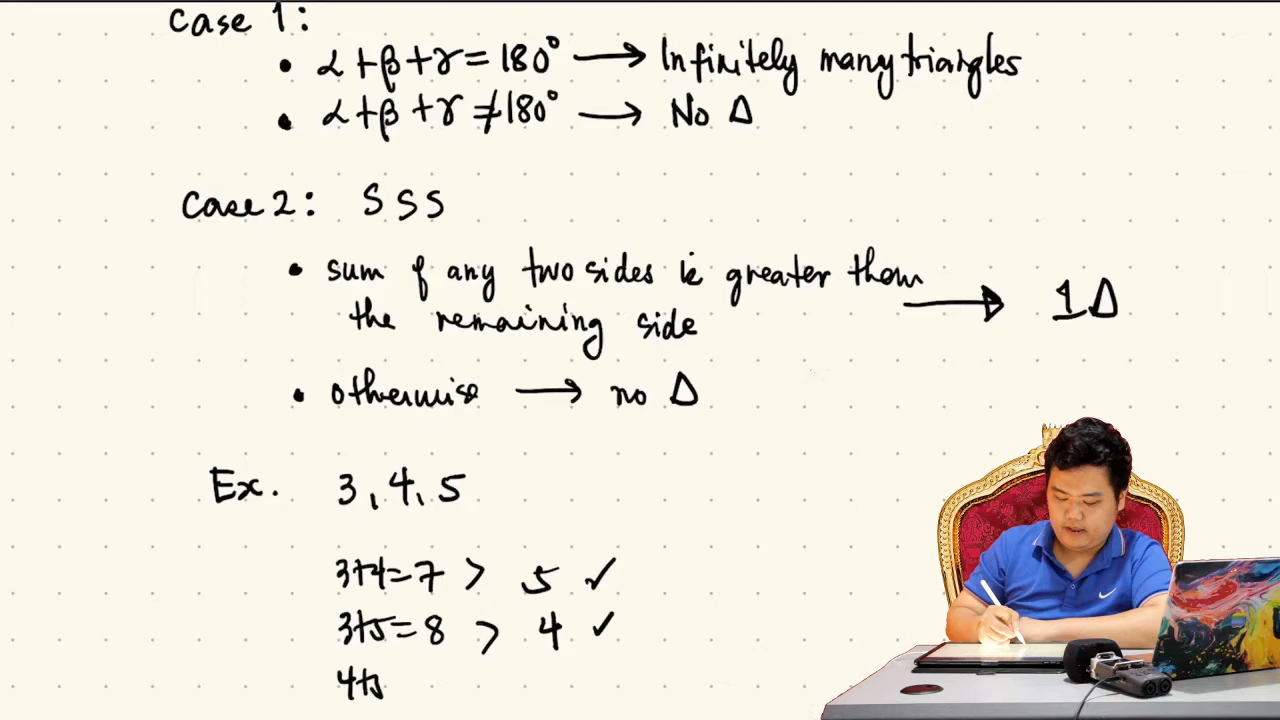 Case 1:
• α + β + γ = 180° → Infinitely many triangles
• α + β + γ ≠ 180° → No Δ
Case 2: SSS
• sum of any two sides is greater than
the remaining side → 1 Δ
• otherwise → no Δ
Ex. 3, 4, 5
3+4=7 > 5 ✓
3+5=8 > 4 ✓
4+5